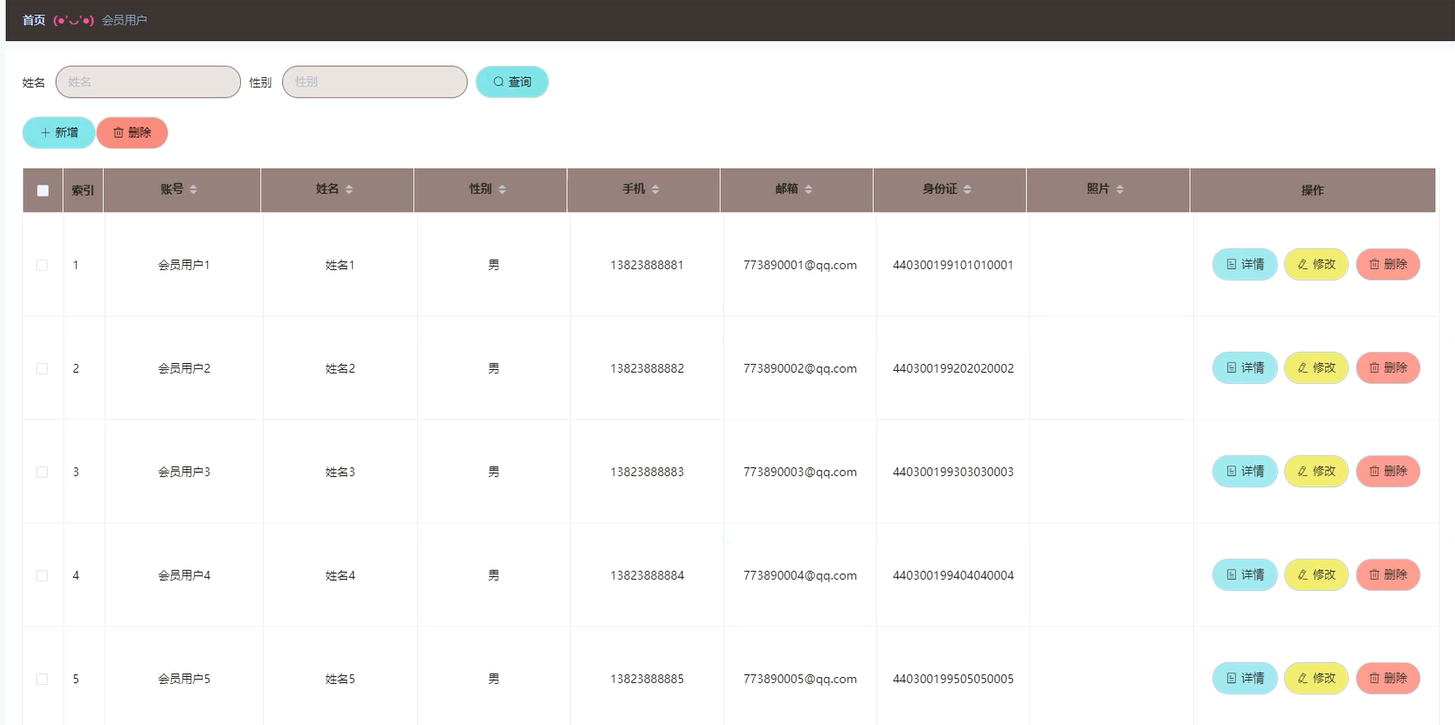 首页 (●'◡'●) 会员用户
姓名 姓名 性别 性别 查询
新增 删除
索引 账号 姓名 性别 手机 邮箱 身份证 照片 操作
1 会员用户1 姓名1 男 13823888881 773890001@qq.com 440300199101010001 详情 修改 删除
2 会员用户2 姓名2 男 13823888882 773890002@qq.com 440300199202020002 详情 修改 删除
3 会员用户3 姓名3 男 13823888883 773890003@qq.com 440300199303030003 详情 修改 删除
4 会员用户4 姓名4 男 13823888884 773890004@qq.com 440300199404040004 详情 修改 删除
5 会员用户5 姓名5 男 13823888885 773890005@qq.com 440300199505050005 详情 修改 删除